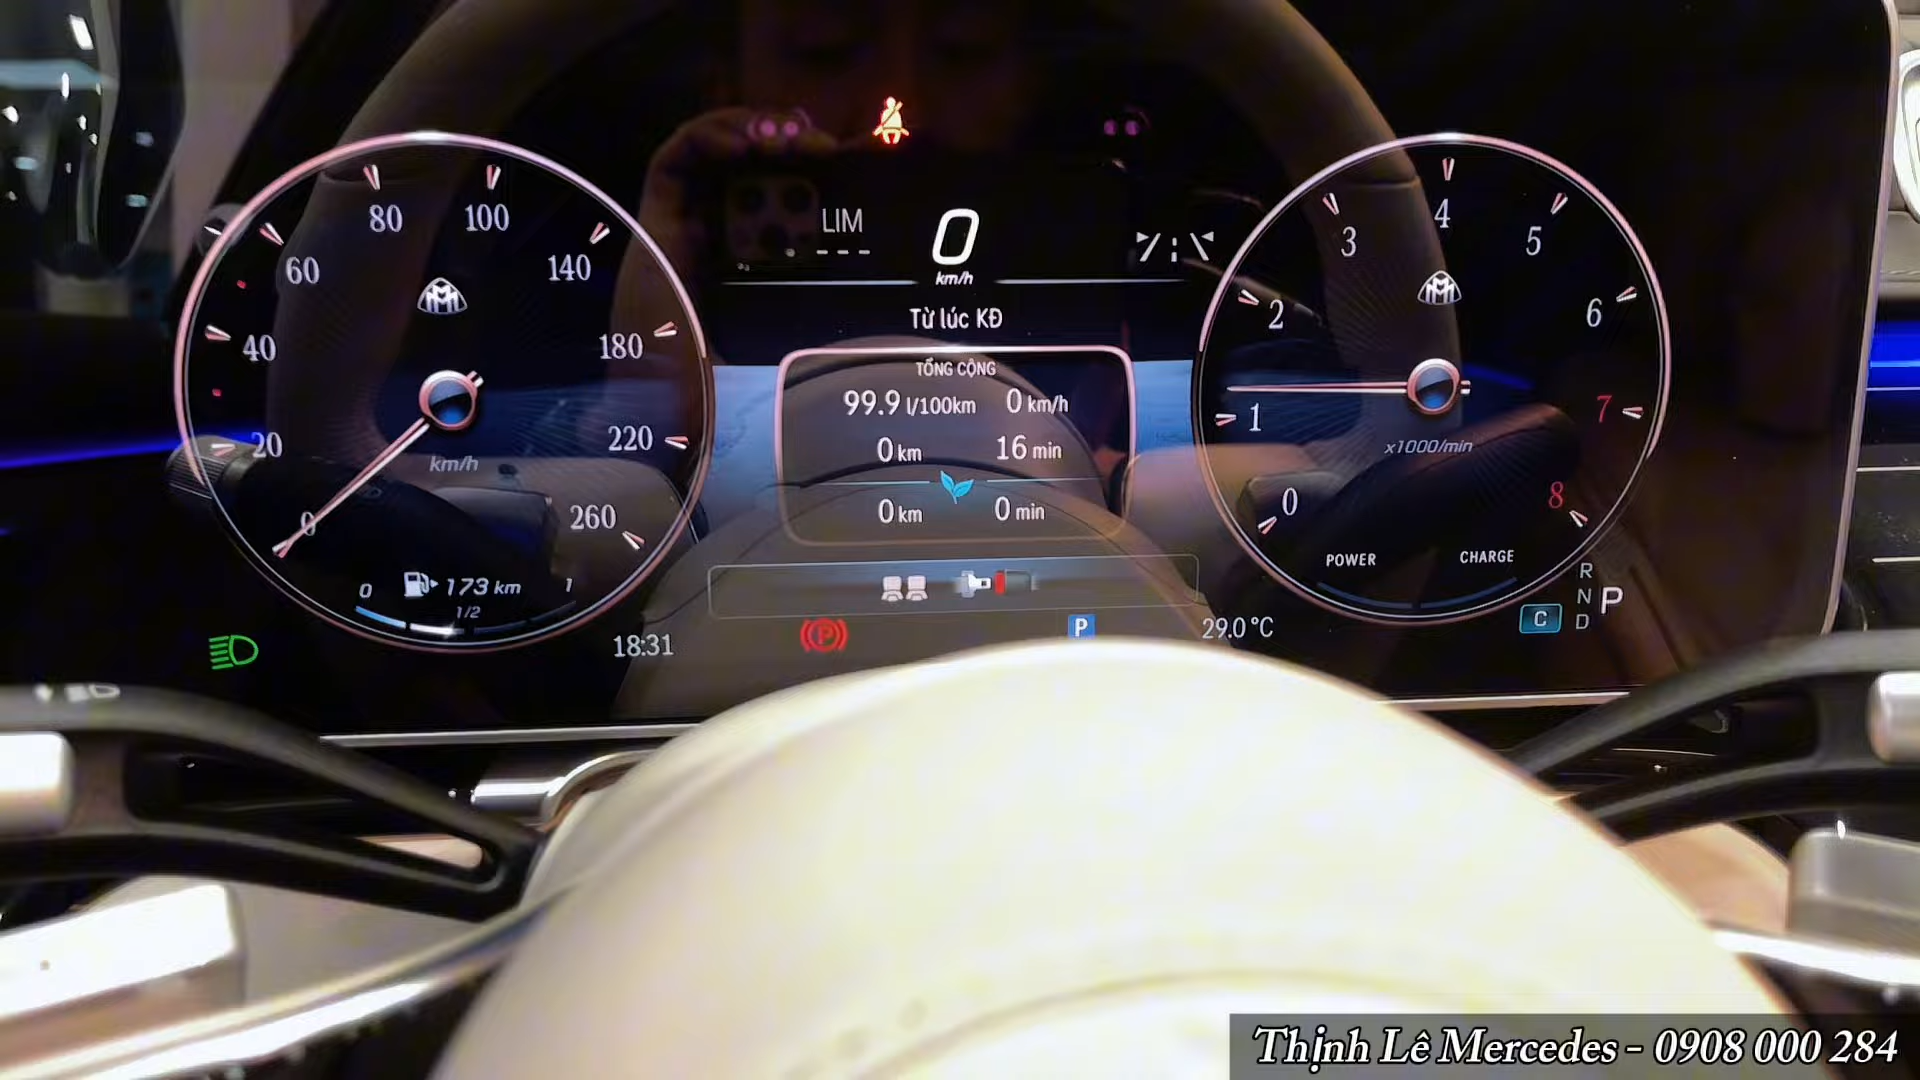 80
100
60
140
40
180
20
220
km/h
0
260
0 173 km 1
1/2
18:31
LIM
---
0
km/h
Từ lúc KĐ
TỔNG CỘNG
99.9 l/100km 0 km/h
0 km 16 min
0 km 0 min
P
P
29.0°C
4
3
5
2
6
1
7
x1000/min
0
8
POWER
CHARGE
C
R
N
D
P
Thịnh Lê Mercedes - 0908 000 284